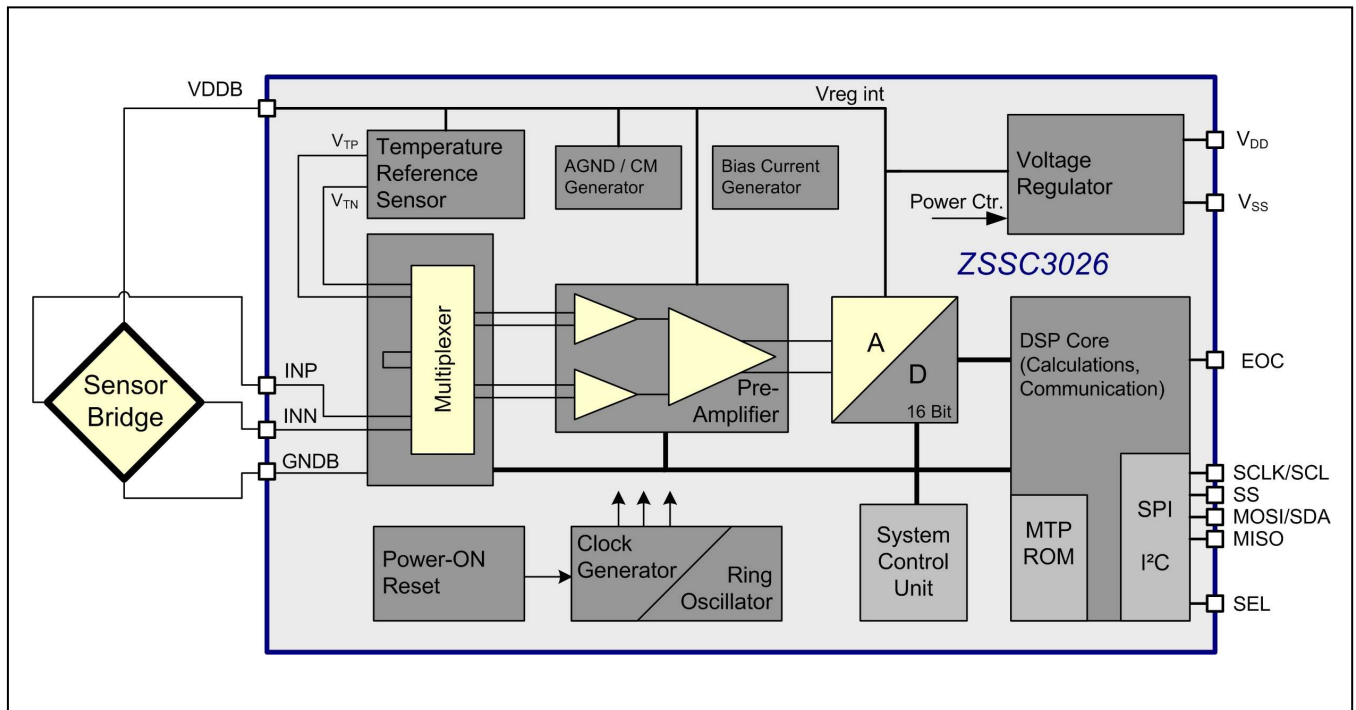 VDDB
Vreg int
VTP
Temperature
Reference
Sensor
VTN
AGND / CM
Generator
Bias Current
Generator
Voltage
Regulator
Power Ctr.
VDD
VSS
ZSSC3026
Sensor
Bridge
INP
INN
GNDB
Multiplexer
Pre-
Amplifier
A
D
16 Bit
DSP Core
(Calculations,
Communication)
EOC
SCLK/SCL
SS
MOSI/SDA
MISO
SEL
SPI
I²C
MTP
ROM
Power-ON
Reset
Clock
Generator
Ring
Oscillator
System
Control
Unit